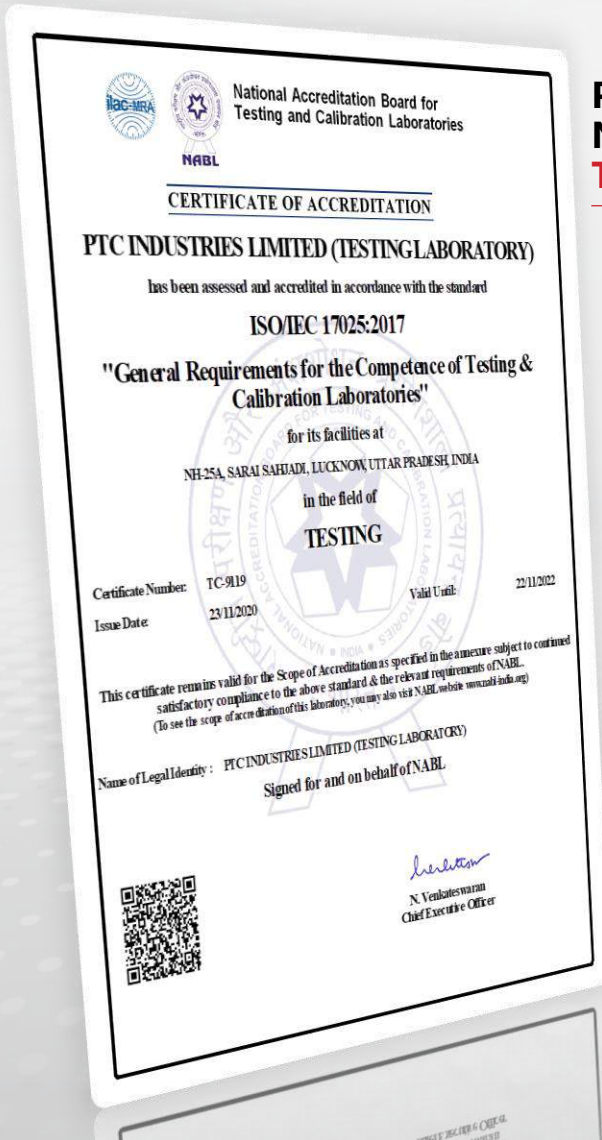 ilac-MRA
NABL
National Accreditation Board for
Testing and Calibration Laboratories
CERTIFICATE OF ACCREDITATION
PTC INDUSTRIES LIMITED (TESTING LABORATORY)
has been assessed and accredited in accordance with the standard
ISO/IEC 17025:2017
"General Requirements for the Competence of Testing &
Calibration Laboratories"
for its facilities at
NH-25A, SARAI SAHJADI, LUCKNOW, UTTAR PRADESH, INDIA
in the field of
TESTING
Certificate Number: TC-9119
Issue Date: 23/11/2020
Valid Until: 22/11/2022
This certificate remains valid for the Scope of Accreditation as specified in the annexure subject to continued
satisfactory compliance to the above standard & the relevant requirements of NABL.
(To see the scope of accreditation of this laboratory, you may also visit NABL website www.nabl-india.org)
Name of Legal Identity : PTC INDUSTRIES LIMITED (TESTING LABORATORY)
Signed for and on behalf of NABL
N. Venkateswaran
Chief Executive Officer